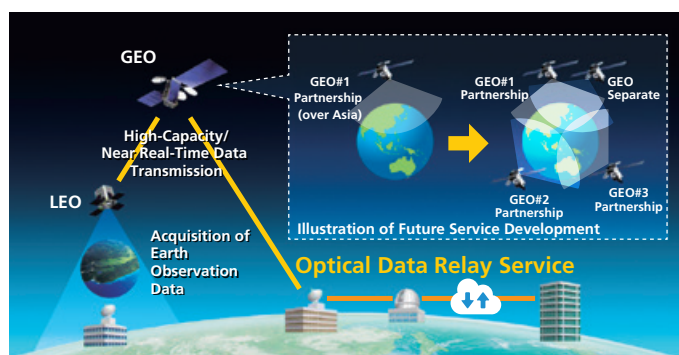 GEO
High-Capacity/
Near Real-Time Data
Transmission
LEO
Acquisition of
Earth
Observation
Data
GEO#1
Partnership
(over Asia)
GEO#1
Partnership
GEO
Separate
GEO#2
Partnership
GEO#3
Partnership
Illustration of Future Service Development
Optical Data Relay Service